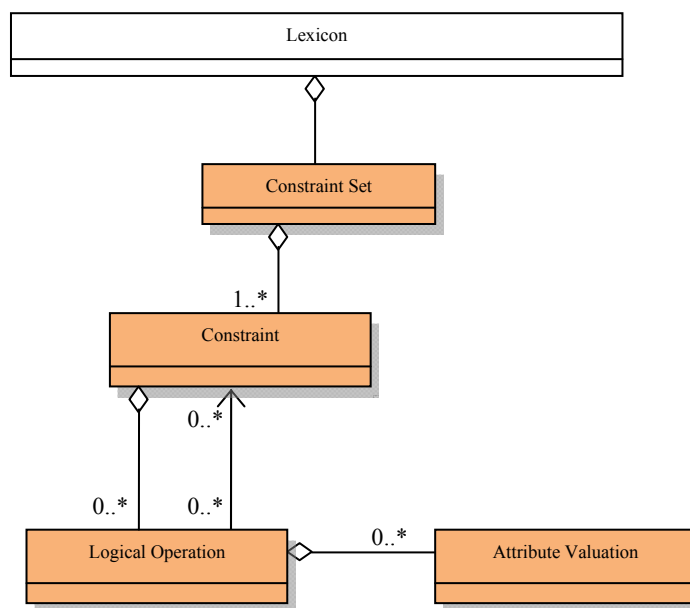 Lexicon
Constraint Set
1..*
Constraint
0..*
0..* 0..*
0..*
Logical Operation Attribute Valuation